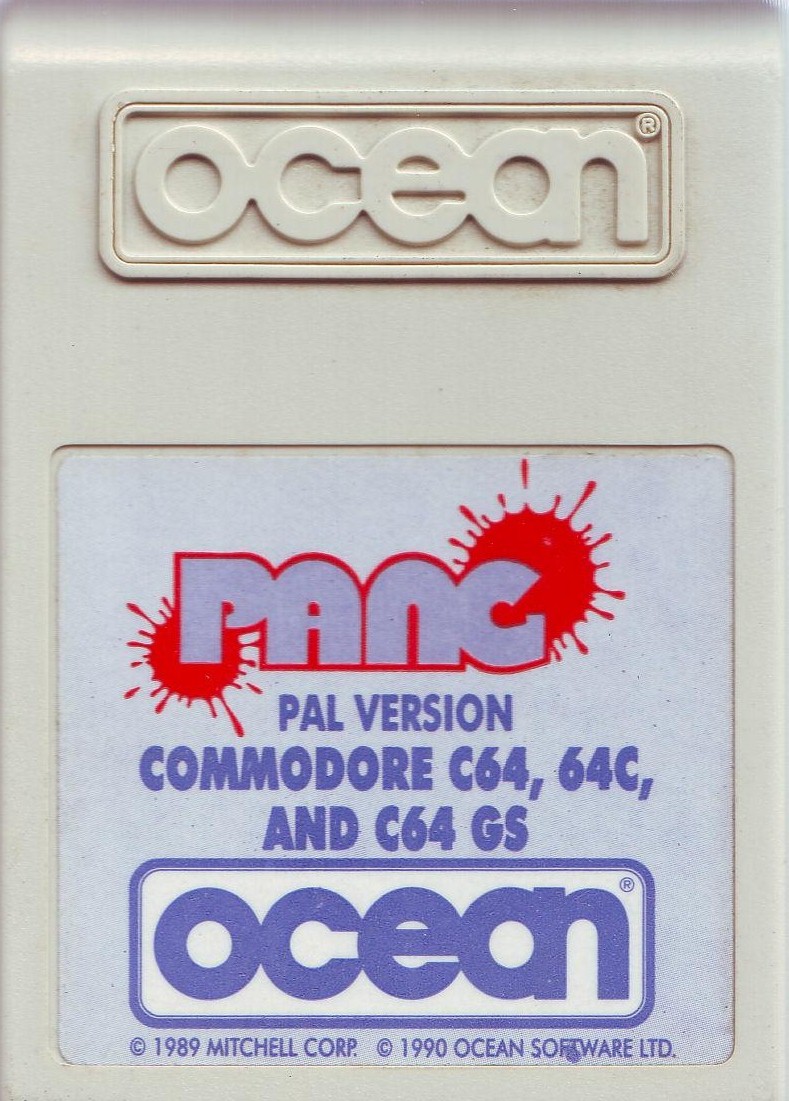 ocean®
PANG
PAL VERSION
COMMODORE C64, 64C,
AND C64 GS
ocean®
© 1989 MITCHELL CORP. © 1990 OCEAN SOFTWARE LTD.